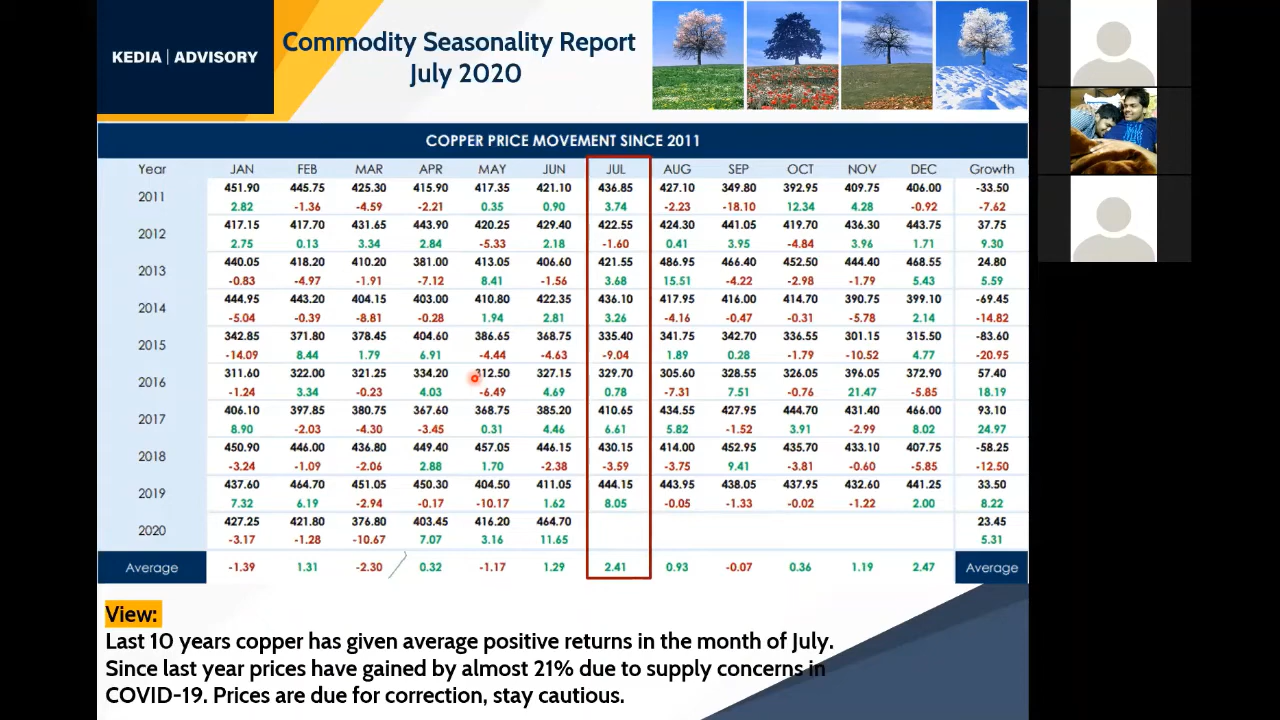 KEDIA | ADVISORY
Commodity Seasonality Report
July 2020
COPPER PRICE MOVEMENT SINCE 2011
Year JAN FEB MAR APR MAY JUN JUL AUG SEP OCT NOV DEC Growth
451.90 445.75 425.30 415.90 417.35 421.10 436.85 427.10 349.80 392.95 409.75 406.00 -33.50
2011
2.82 -1.36 -4.59 -2.21 0.35 0.90 3.74 -2.23 -18.10 12.34 4.28 -0.92 -7.62
417.15 417.70 431.65 443.90 420.25 429.40 422.55 424.30 441.05 419.70 436.30 443.75 37.75
2012
2.75 0.13 3.34 2.84 -5.33 2.18 -1.60 0.41 3.95 -4.84 3.96 1.71 9.30
440.05 418.20 410.20 381.00 413.05 406.60 421.55 486.95 466.40 452.50 444.40 468.55 24.80
2013
-0.83 -4.97 -1.91 -7.12 8.41 -1.56 3.68 15.51 -4.22 -2.98 -1.79 5.43 5.59
444.95 443.20 404.15 403.00 410.80 422.35 436.10 417.95 416.00 414.70 390.75 399.10 -69.45
2014
-5.04 -0.39 -8.81 -0.28 1.94 2.81 3.26 -4.16 -0.47 -0.31 -5.78 2.14 -14.82
342.85 371.80 378.45 404.60 386.65 368.75 335.40 341.75 342.70 336.55 301.15 315.50 -83.60
2015
-14.09 8.44 1.79 6.91 -4.44 -4.63 -9.04 1.89 0.28 -1.79 -10.52 4.77 -20.95
311.60 322.00 321.25 334.20 312.50 327.15 329.70 305.60 328.55 326.05 396.05 372.90 57.40
2016
-1.24 3.34 -0.23 4.03 -6.49 4.69 0.78 -7.31 7.51 -0.76 21.47 -5.85 18.19
406.10 397.85 380.75 367.60 368.75 385.20 410.65 434.55 427.95 444.70 431.40 466.00 93.10
2017
8.90 -2.03 -4.30 -3.45 0.31 4.46 6.61 5.82 -1.52 3.91 -2.99 8.02 24.97
450.90 446.00 436.80 449.40 457.05 446.15 430.15 414.00 452.95 435.70 433.10 407.75 -58.25
2018
-3.24 -1.09 -2.06 2.88 1.70 -2.38 -3.59 -3.75 9.41 -3.81 -0.60 -5.85 -12.50
437.60 464.70 451.05 450.30 404.50 411.05 444.15 443.95 438.05 437.95 432.60 441.25 33.50
2019
7.32 6.19 -2.94 -0.17 -10.17 1.62 8.05 -0.05 -1.33 -0.02 -1.22 2.00 8.22
427.25 421.80 376.80 403.45 416.20 464.70 23.45
2020
-3.17 -1.28 -10.67 7.07 3.16 11.65 5.31
Average -1.39 1.31 -2.30 0.32 -1.17 1.29 2.41 0.93 -0.07 0.36 1.19 2.47 Average
View:
Last 10 years copper has given average positive returns in the month of July.
Since last year prices have gained by almost 21% due to supply concerns in
COVID-19. Prices are due for correction, stay cautious.